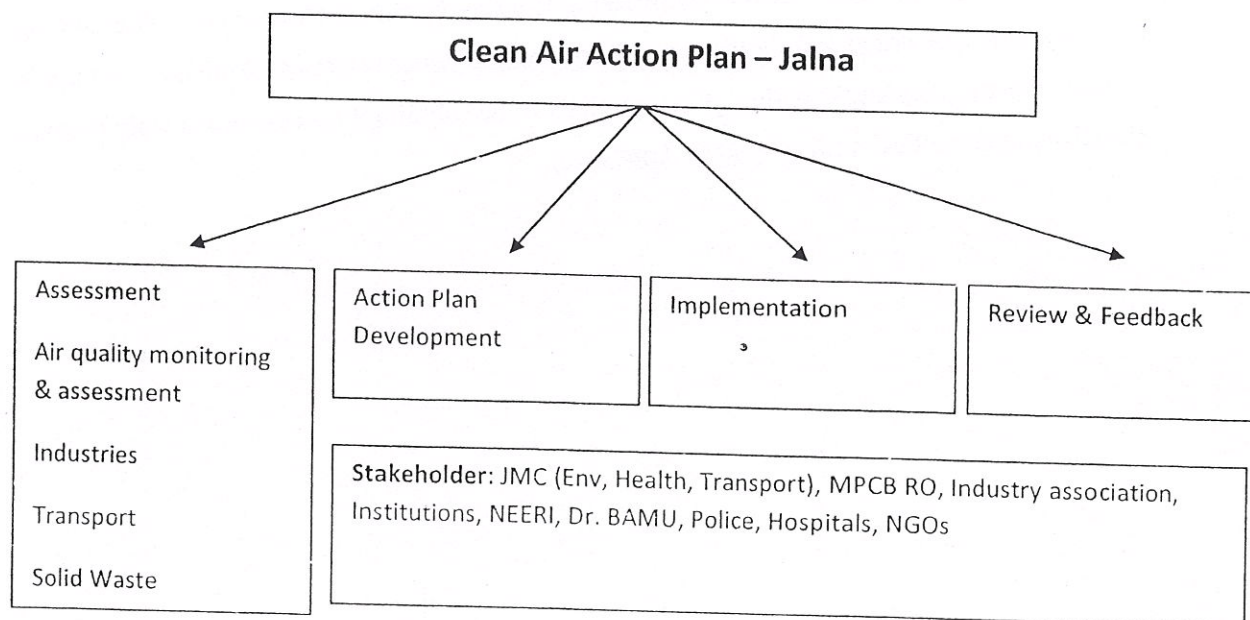 Clean Air Action Plan – Jalna
Assessment
Air quality monitoring
& assessment
Industries
Transport
Solid Waste
Action Plan
Development
Implementation
Review & Feedback
Stakeholder: JMC (Env, Health, Transport), MPCB RO, Industry association,
Institutions, NEERI, Dr. BAMU, Police, Hospitals, NGOs